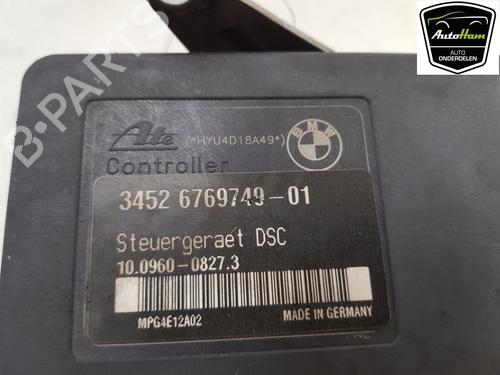 AutoHam
AUTO
ONDERDELEN
Ate
(*HYU4D18A49*)
BMW
Controller
3452 6769749-01
Steuergeraet DSC
10.0960-0827.3
MPG4E12A02
MADE IN GERMANY